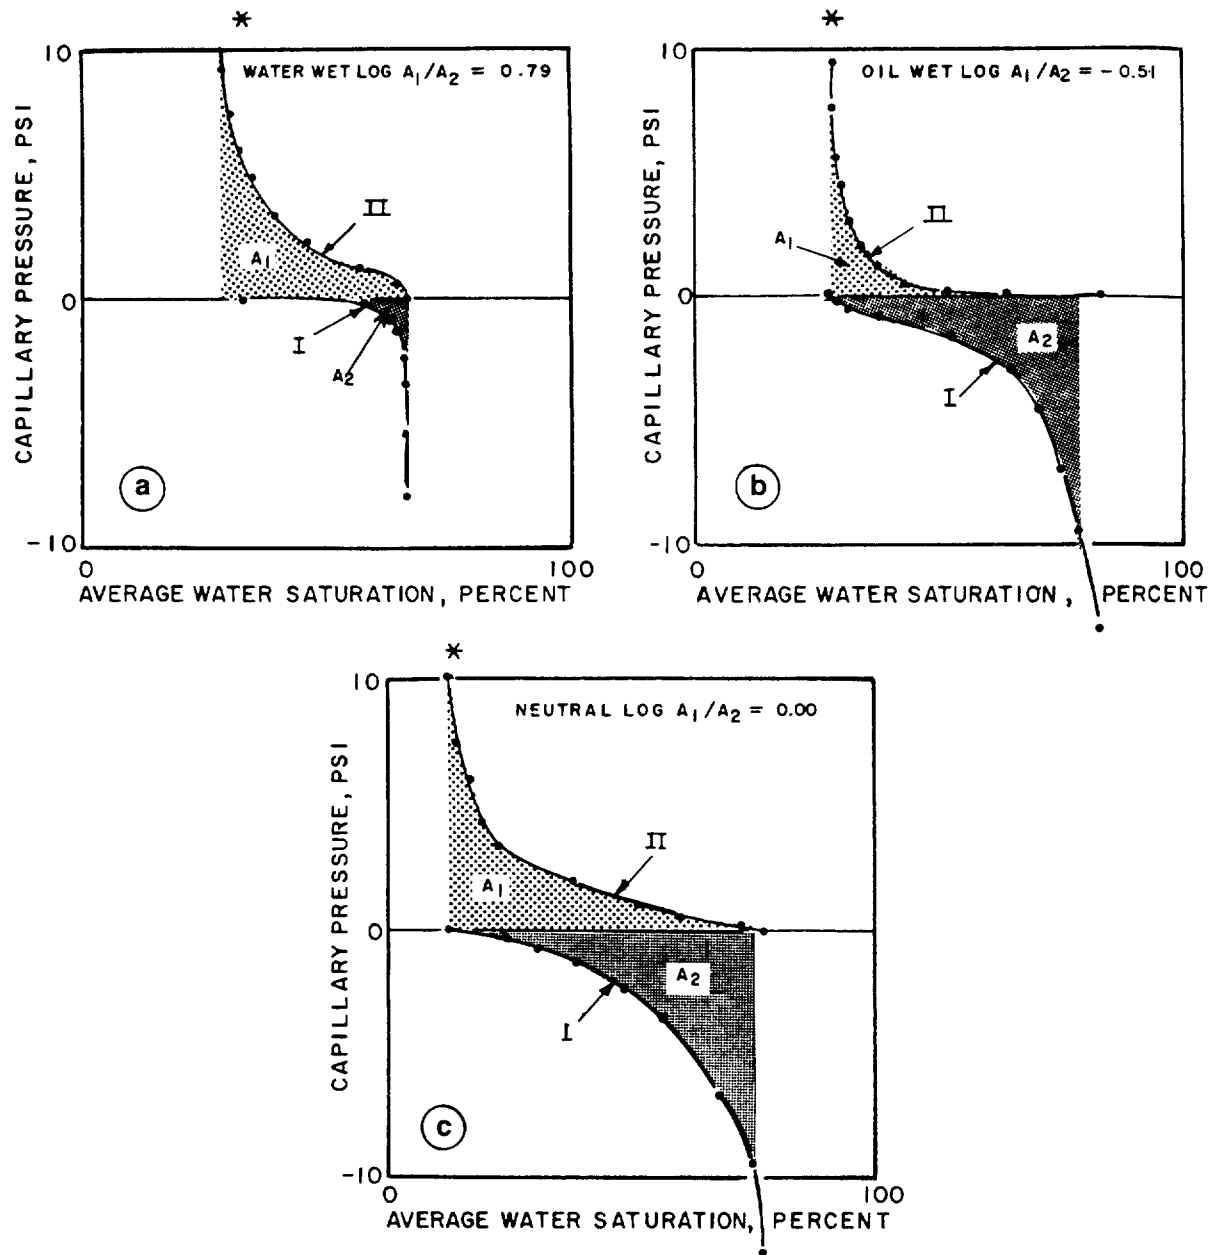 *
10
WATER WET LOG A1/A2 = 0.79
CAPILLARY PRESSURE, PSI
II
A1
0
I
A2
a
-10
0
100
AVERAGE WATER SATURATION, PERCENT
*
10
OIL WET LOG A1/A2 = -0.51
CAPILLARY PRESSURE, PSI
II
A1
0
A2
I
b
-10
0
100
AVERAGE WATER SATURATION, PERCENT
*
10
NEUTRAL LOG A1/A2 = 0.00
CAPILLARY PRESSURE, PSI
II
A1
0
A2
I
c
-10
0
100
AVERAGE WATER SATURATION, PERCENT